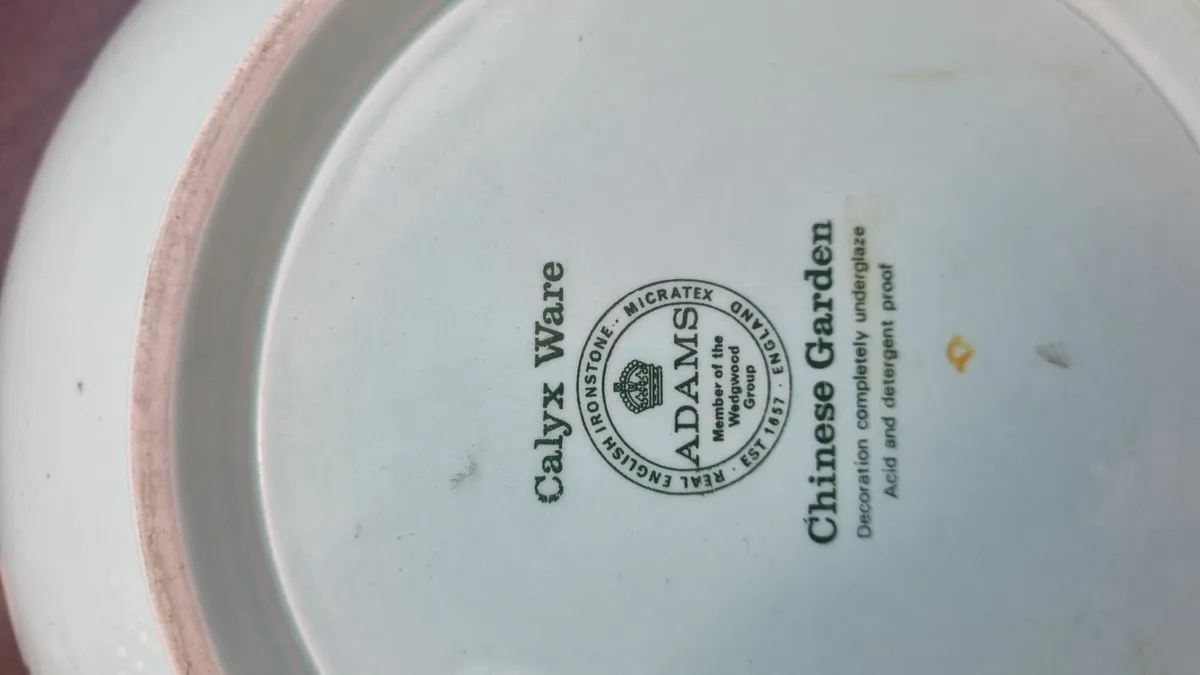 Calyx Ware
REAL ENGLISH IRONSTONE · MICRATEX
ADAMS
Member of the
Wedgwood
Group
EST 1657 · ENGLAND
Chinese Garden
Decoration completely underglaze
Acid and detergent proof